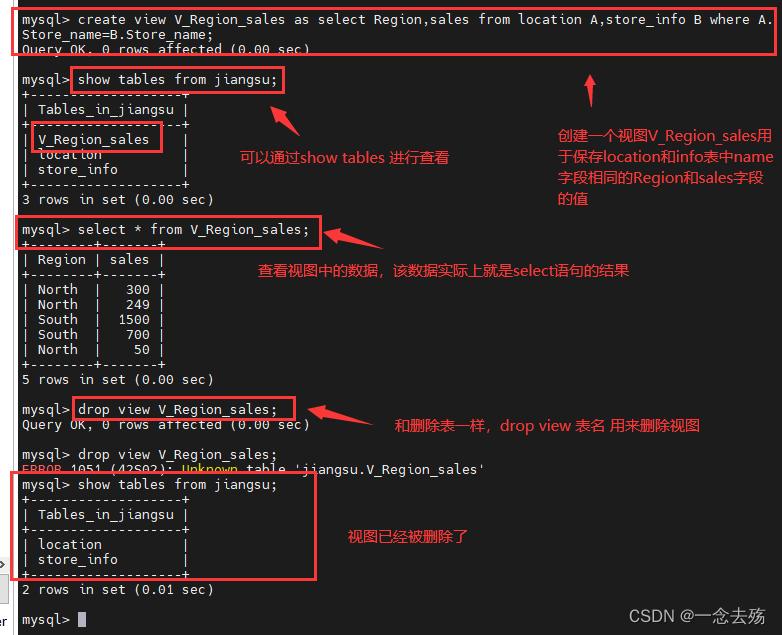 mysql> create view V_Region_sales as select Region,sales from location A,store_info B where A.
Store_name=B.Store_name;
Query OK, 0 rows affected (0.00 sec)
mysql> show tables from jiangsu;
+-------------------+
| Tables_in_jiangsu |
+-------------------+
| V_Region_sales    |
| location          |
| store_info        |
+-------------------+
3 rows in set (0.00 sec)
创建一个视图V_Region_sales用
于保存location和info表中name
字段相同的Region和sales字段
的值
可以通过show tables 进行查看
mysql> select * from V_Region_sales;
+--------+-------+
| Region | sales |
+--------+-------+
| North  |   300 |
| North  |   249 |
| South  |  1500 |
| South  |   700 |
| North  |    50 |
+--------+-------+
5 rows in set (0.00 sec)
查看视图中的数据，该数据实际上就是select语句的结果
mysql> drop view V_Region_sales;
Query OK, 0 rows affected (0.00 sec)
和删除表一样，drop view 表名 用来删除视图
mysql> drop view V_Region_sales;
ERROR 1051 (42S02): Unknown table 'jiangsu.V_Region_sales'
mysql> show tables from jiangsu;
+-------------------+
| Tables_in_jiangsu |
+-------------------+
| location          |
| store_info        |
+-------------------+
2 rows in set (0.01 sec)
视图已经被删除了
mysql>
er
CSDN @一念去殇